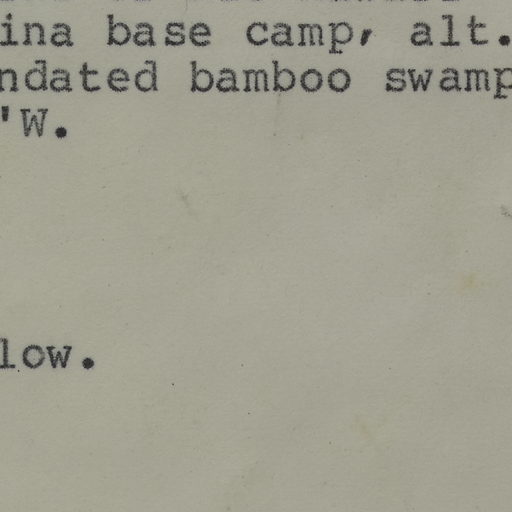 ina base camp, alt.
ndated bamboo swamp
'W.
low.